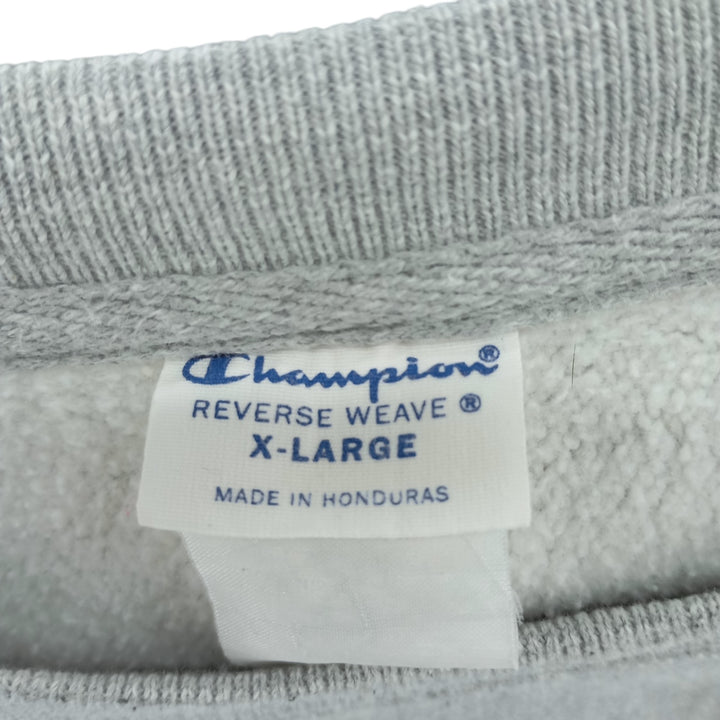 Champion®
REVERSE WEAVE ®
X-LARGE
MADE IN HONDURAS